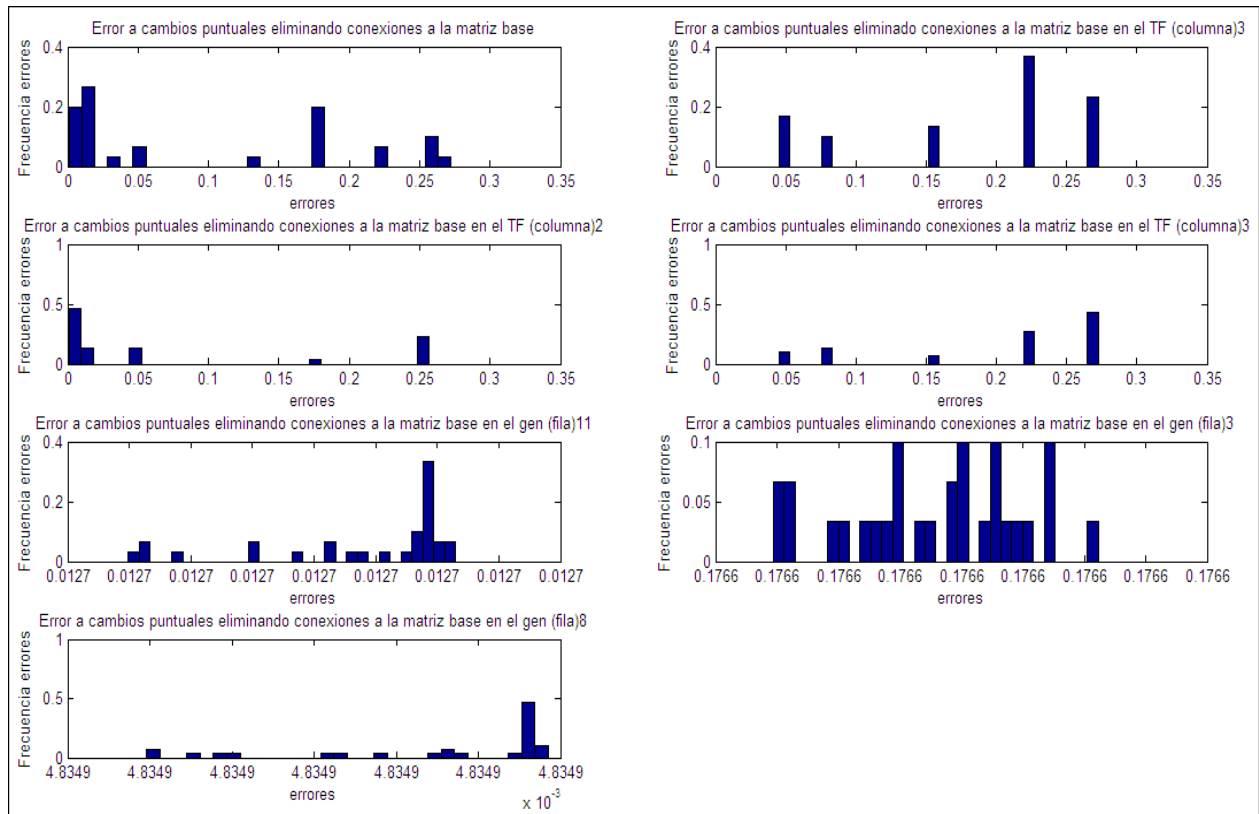 Error a cambios puntuales eliminando conexiones a la matriz base
Frecuencia errores
0.4
0.2
0
0 0.05 0.1 0.15 0.2 0.25 0.3 0.35
errores
Error a cambios puntuales eliminando conexiones a la matriz base en el TF (columna)3
Frecuencia errores
0.4
0.2
0
0 0.05 0.1 0.15 0.2 0.25 0.3 0.35
errores
Error a cambios puntuales eliminando conexiones a la matriz base en el TF (columna)2
Frecuencia errores
1
0.5
0
0 0.05 0.1 0.15 0.2 0.25 0.3 0.35
errores
Error a cambios puntuales eliminando conexiones a la matriz base en el TF (columna)3
Frecuencia errores
1
0.5
0
0 0.05 0.1 0.15 0.2 0.25 0.3 0.35
errores
Error a cambios puntuales eliminando conexiones a la matriz base en el gen (fila)11
Frecuencia errores
0.4
0.2
0
0.0127 0.0127 0.0127 0.0127 0.0127 0.0127 0.0127 0.0127 0.0127
errores
Error a cambios puntuales eliminando conexiones a la matriz base en el gen (fila)3
Frecuencia errores
0.1
0.05
0
0.1766 0.1766 0.1766 0.1766 0.1766 0.1766 0.1766 0.1766 0.1766
errores
Error a cambios puntuales eliminando conexiones a la matriz base en el gen (fila)8
Frecuencia errores
1
0.5
0
4.8349 4.8349 4.8349 4.8349 4.8349 4.8349 4.8349
errores
x 10^-3